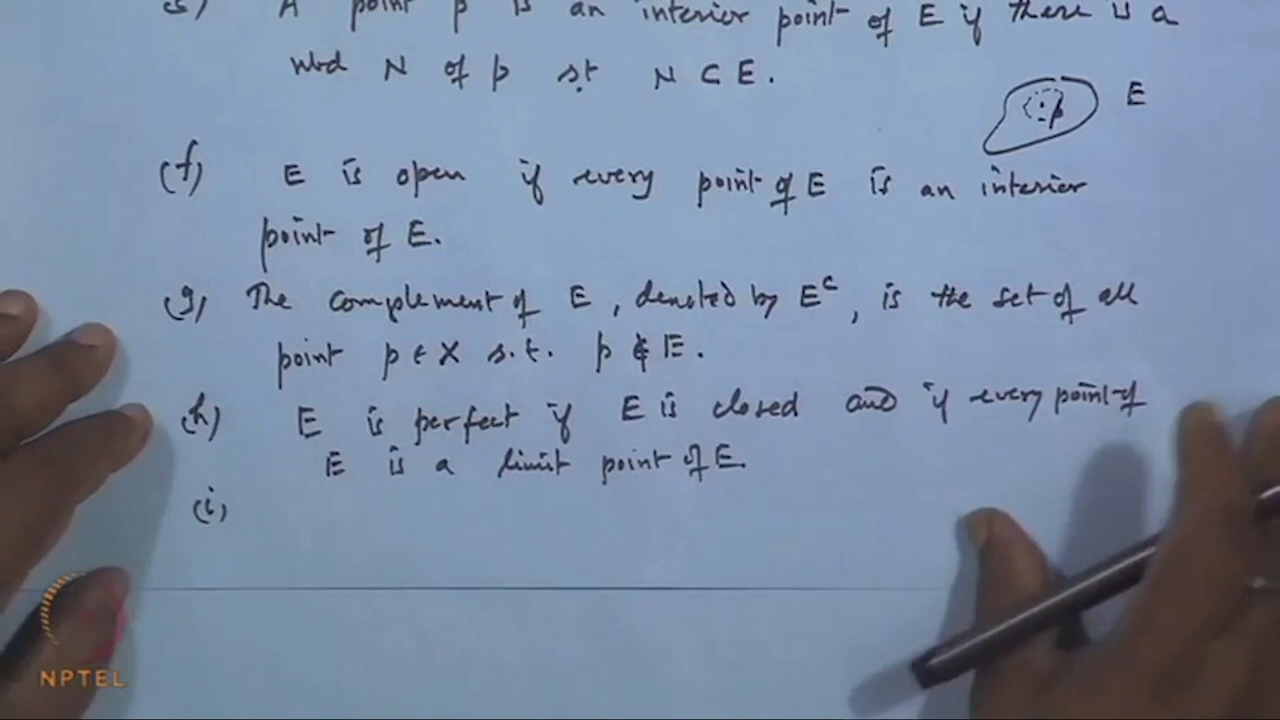 A point p is an interior point of E if there is a
nbd N of p st N ⊂ E.
E
(f) E is open if every point of E is an interior
point of E.
(g) The complement of E, denoted by Eᶜ, is the set of all
point p ∈ X s.t. p ∉ E.
(h) E is perfect if E is closed and if every point of
E is a limit point of E.
(i)
NPTEL